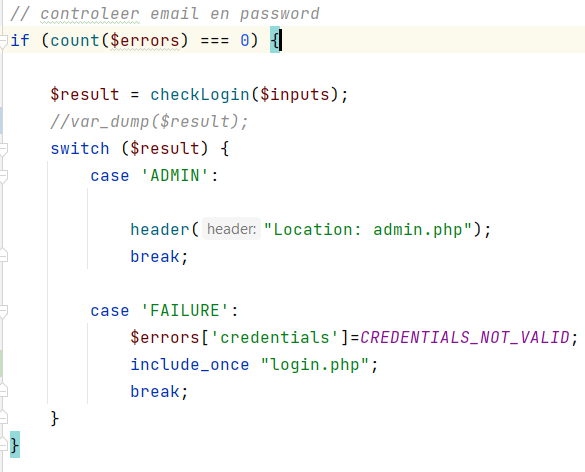 // controleer email en password
if (count($errors) === 0) {
$result = checkLogin($inputs);
//var_dump($result);
switch ($result) {
case 'ADMIN':
header( header: "Location: admin.php");
break;
case 'FAILURE':
$errors['credentials']=CREDENTIALS_NOT_VALID;
include_once "login.php";
break;
}
}